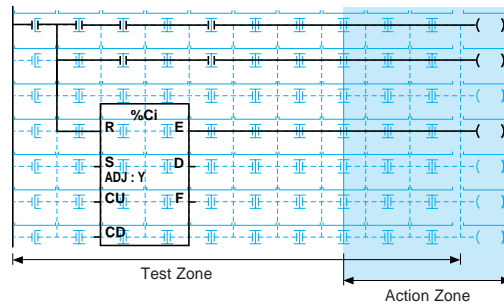 %Ci
R E
S D
ADJ : Y
CU F
CD
Test Zone
Action Zone